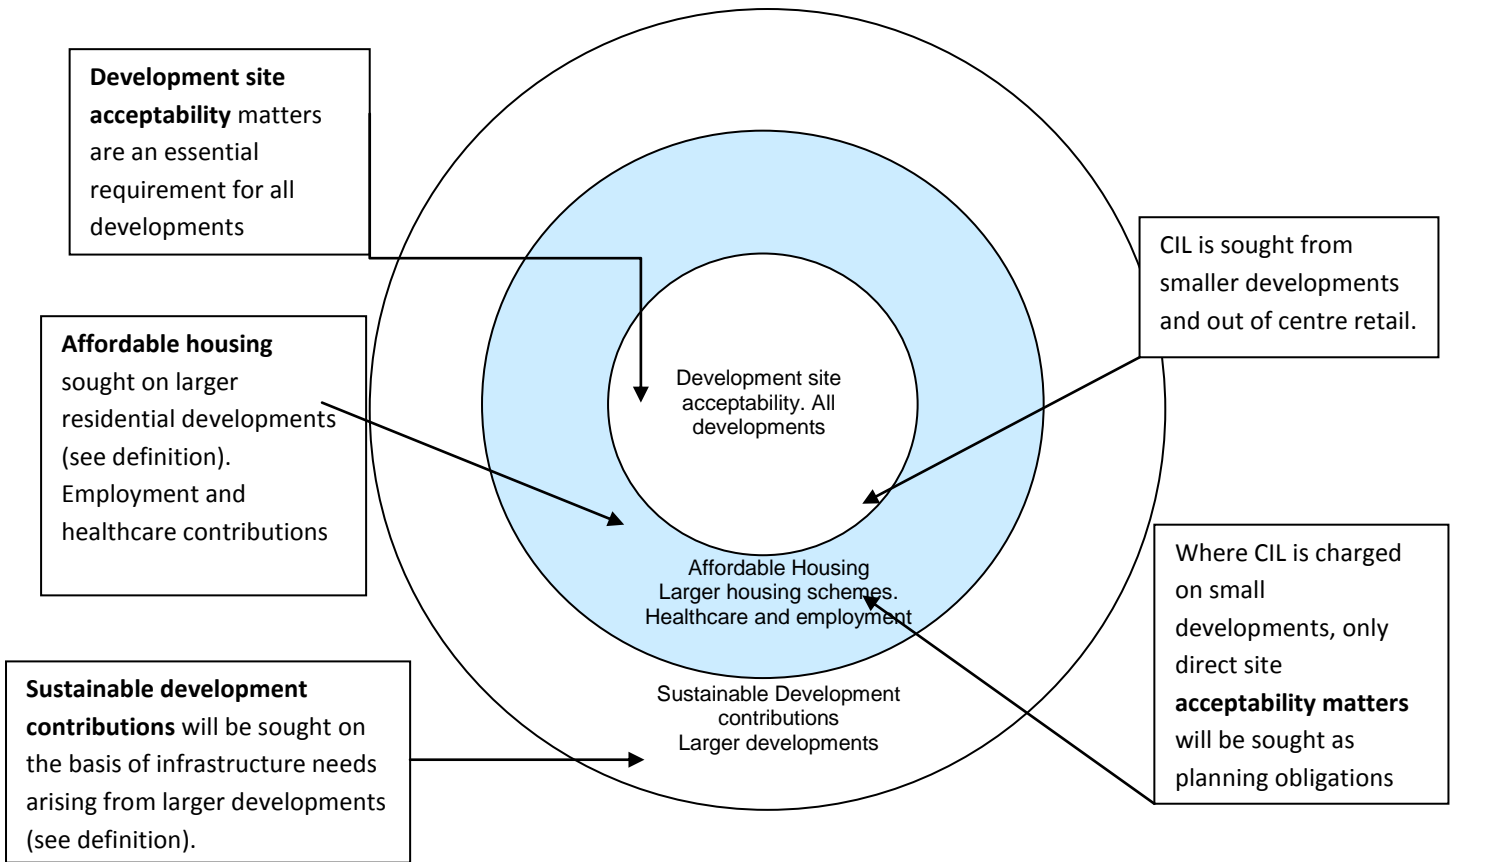 Development site
acceptability matters
are an essential
requirement for all
developments
Affordable housing
sought on larger
residential developments
(see definition).
Employment and
healthcare contributions
Sustainable development
contributions will be sought on
the basis of infrastructure needs
arising from larger developments
(see definition).
Development site
acceptability. All
developments
Affordable Housing
Larger housing schemes.
Healthcare and employment
Sustainable Development
contributions
Larger developments
CIL is sought from
smaller developments
and out of centre retail.
Where CIL is charged
on small
developments, only
direct site
acceptability matters
will be sought as
planning obligations